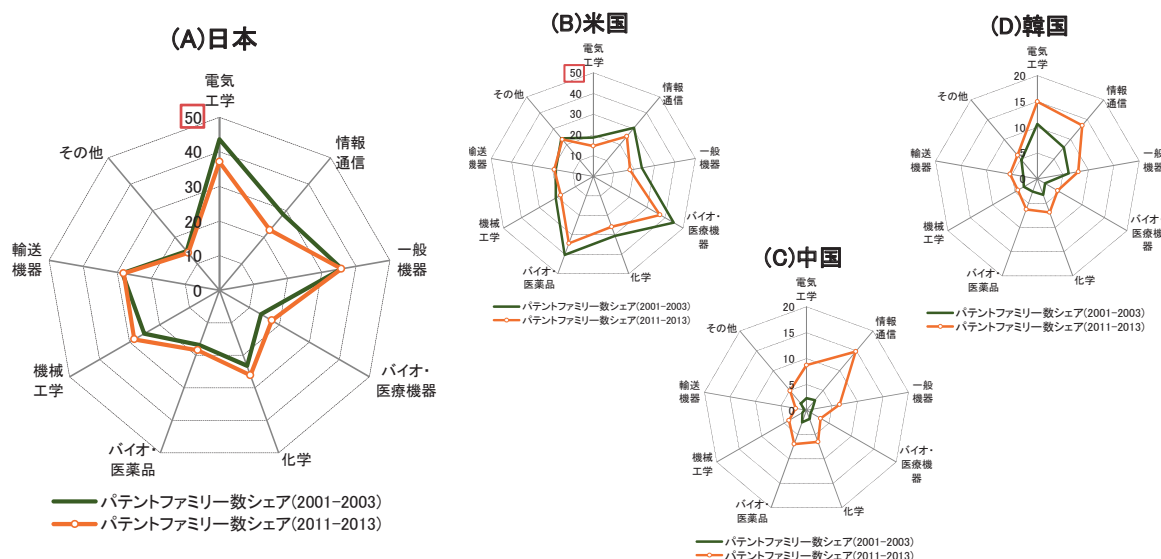 (A)日本
電気
工学
50
40
30
20
10
0
情報
通信
一般
機器
バイオ・
医療機器
化学
バイオ・
医薬品
機械
工学
輸送
機器
その他
パテントファミリー数シェア(2001-2003)
パテントファミリー数シェア(2011-2013)
(B)米国
電気
工学
50
40
30
20
10
0
情報
通信
一般
機器
バイオ・
医療機
器
化学
バイオ・
医薬品
機械
工学
輸送
機器
その他
パテントファミリー数シェア(2001-2003)
パテントファミリー数シェア(2011-2013)
(C)中国
電気
工学
20
15
10
5
0
情報
通信
一般
機器
バイオ・
医療機
器
化学
バイオ・
医薬品
機械
工学
輸送
機器
その他
パテントファミリー数シェア(2001-2003)
パテントファミリー数シェア(2011-2013)
(D)韓国
電気
工学
20
15
10
5
0
情報
通信
一般
機器
バイオ・
医療機
器
化学
バイオ・
医薬品
機械
工学
輸送
機器
その他
パテントファミリー数シェア(2001-2003)
パテントファミリー数シェア(2011-2013)